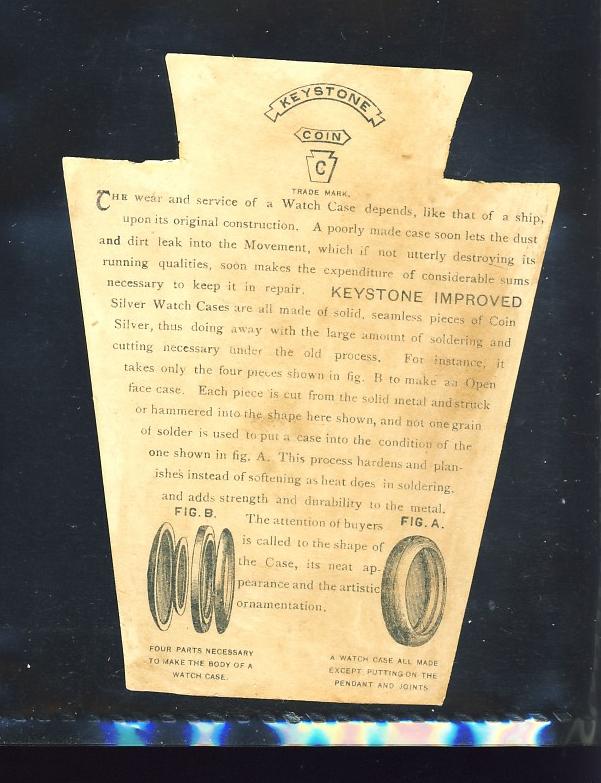 KEYSTONE
COIN
C
TRADE MARK.
THE wear and service of a Watch Case depends, like that of a ship,
upon its original construction. A poorly made case soon lets the dust
and dirt leak into the Movement, which if not utterly destroying its
running qualities, soon makes the expenditure of considerable sums
necessary to keep it in repair. KEYSTONE IMPROVED
Silver Watch Cases are all made of solid, seamless pieces of Coin
Silver, thus doing away with the large amount of soldering and
cutting necessary under the old process. For instance, it
takes only the four pieces shown in fig. B to make an Open
face case. Each piece is cut from the solid metal and struck
or hammered into the shape here shown, and not one grain
of solder is used to put a case into the condition of the
one shown in fig. A. This process hardens and plan-
ishes instead of softening as heat does in soldering,
and adds strength and durability to the metal.
FIG. B.
The attention of buyers
is called to the shape of
the Case, its neat ap-
pearance and the artistic
ornamentation.
FIG. A.
FOUR PARTS NECESSARY
TO MAKE THE BODY OF A
WATCH CASE.
A WATCH CASE ALL MADE
EXCEPT PUTTING ON THE
PENDANT AND JOINTS